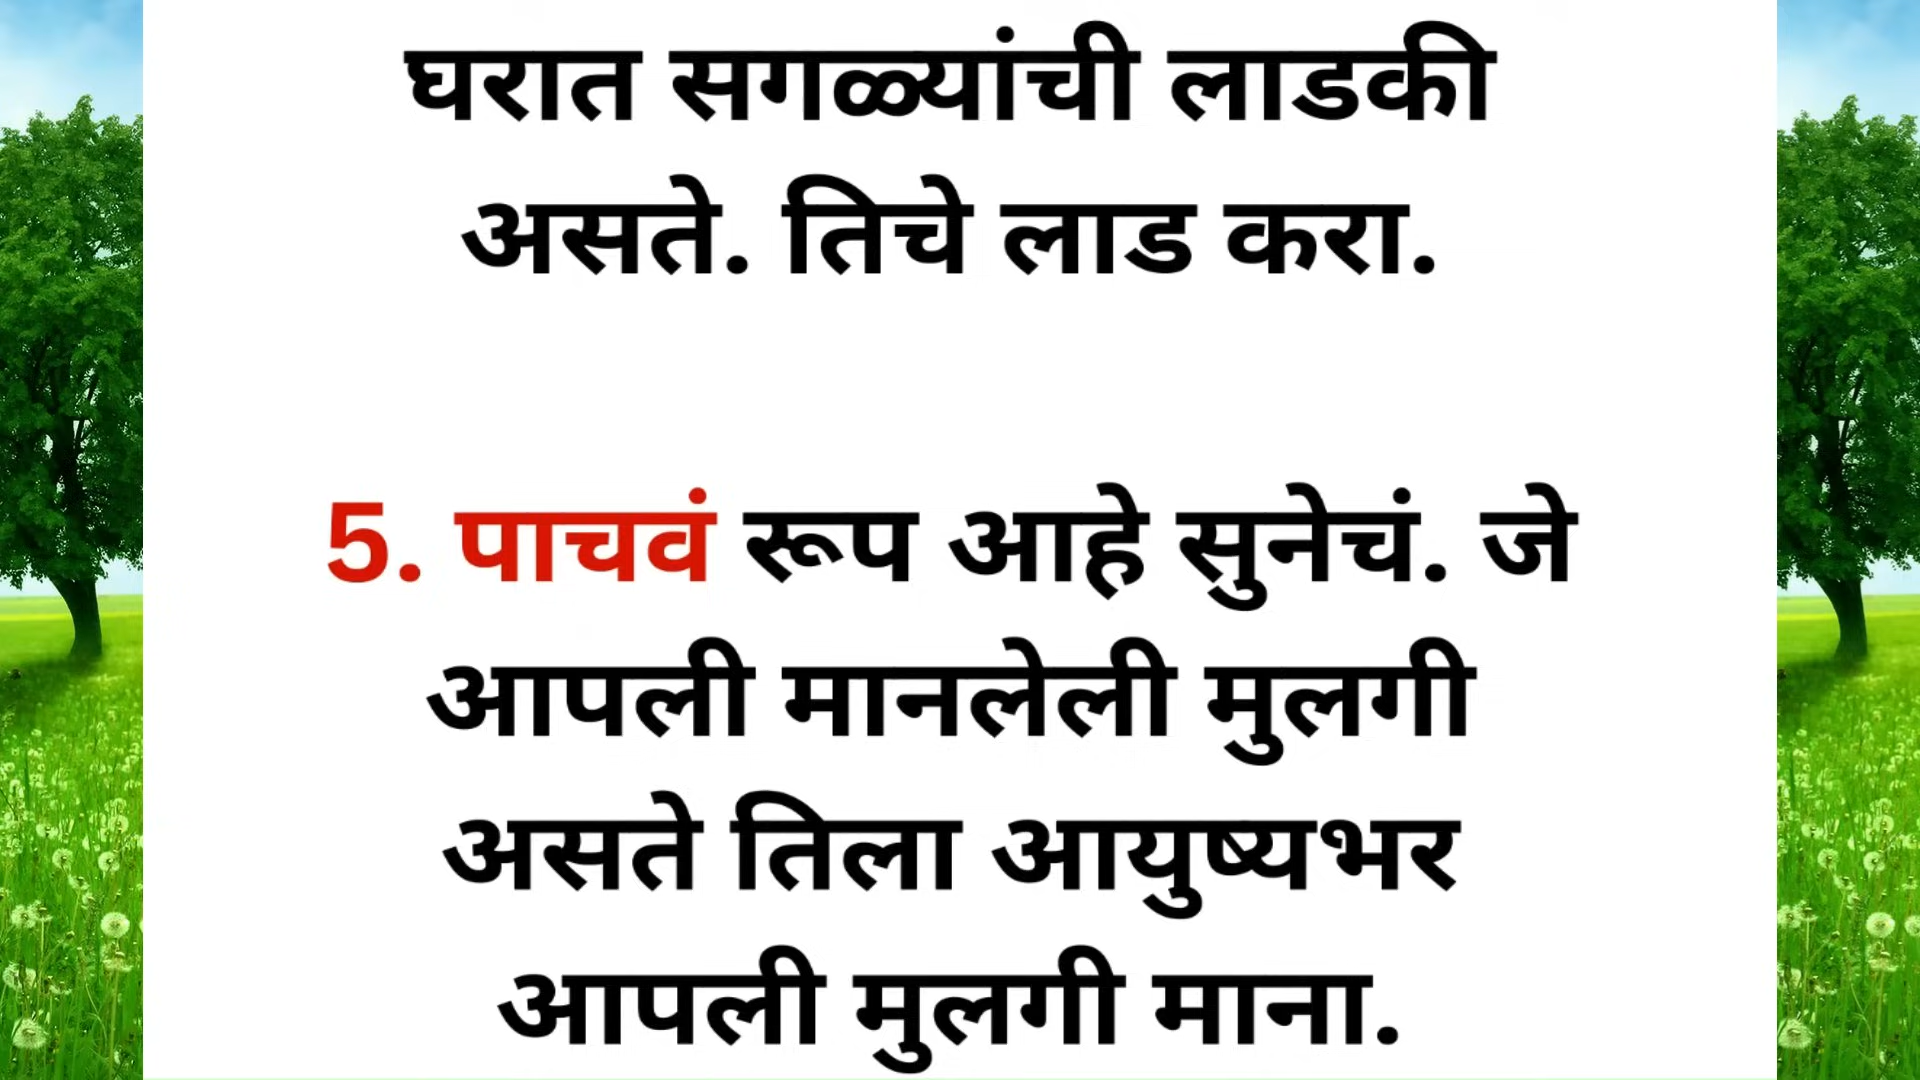 घरात सगळ्यांची लाडकी
असते. तिचे लाड करा.
5. पाचवं रूप आहे सुनेचं. जे
आपली मानलेली मुलगी
असते तिला आयुष्यभर
आपली मुलगी माना.